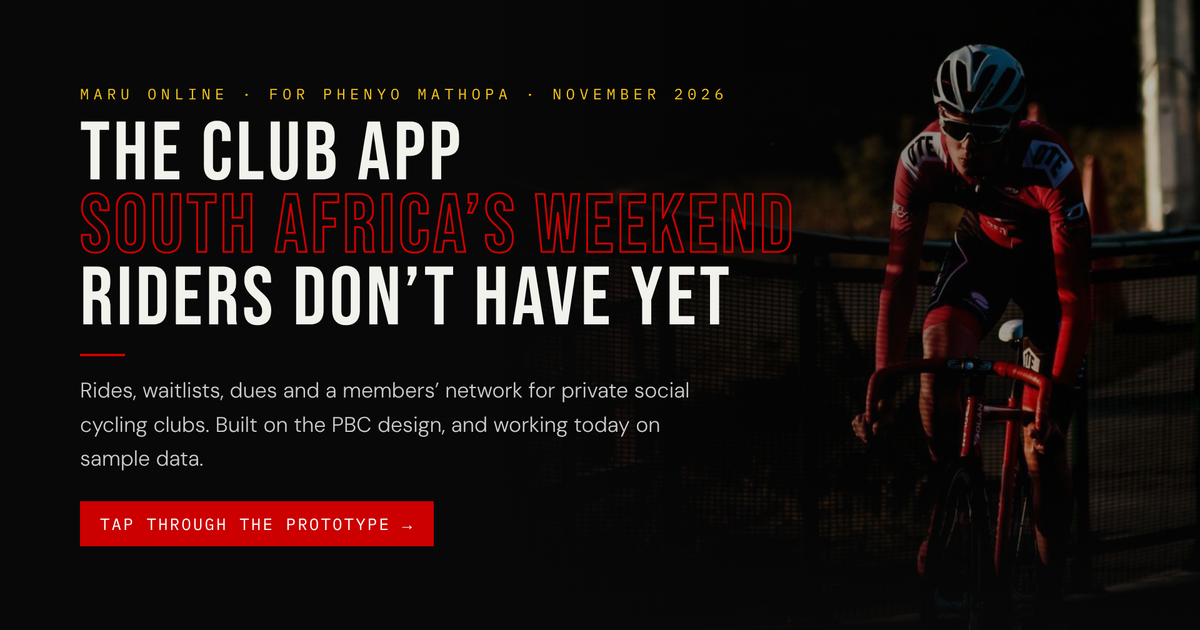 MARU ONLINE · FOR PHENYO MATHOPA · NOVEMBER 2026
THE CLUB APP
SOUTH AFRICA’S WEEKEND
RIDERS DON’T HAVE YET
Rides, waitlists, dues and a members’ network for private social
cycling clubs. Built on the PBC design, and working today on
sample data.
TAP THROUGH THE PROTOTYPE →